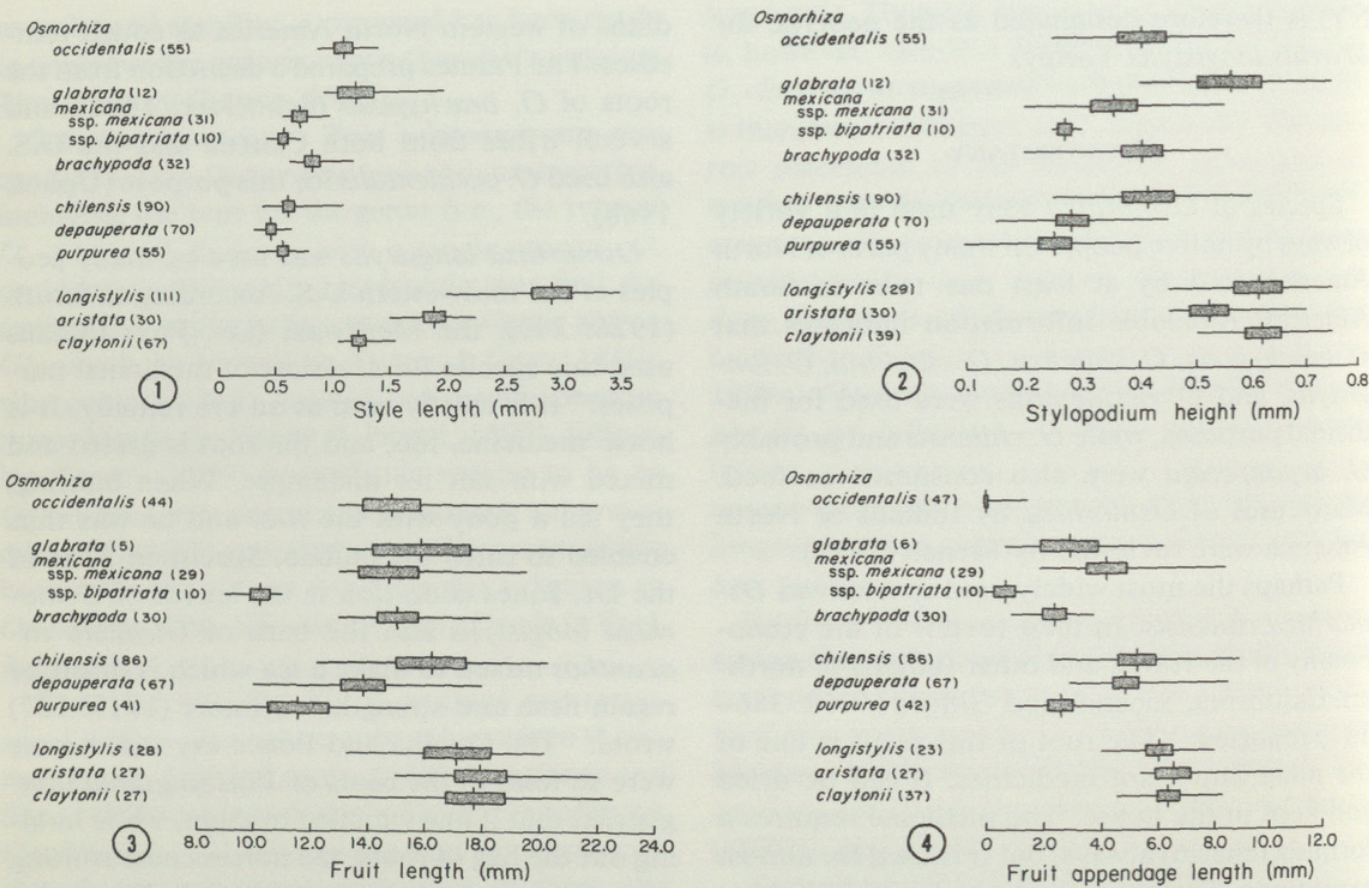 Osmorhiza
occidentalis (55)
glabrata (12)
mexicana
ssp. mexicana (31)
ssp. bipatriata (10)
brachypoda (32)
chilensis (90)
depauperata (70)
purpurea (55)
longistylis (111)
aristata (30)
claytonii (67)
1
0 0.5 1.0 1.5 2.0 2.5 3.0 3.5
Style length (mm)
Osmorhiza
occidentalis (55)
glabrata (12)
mexicana
ssp. mexicana (31)
ssp. bipatriata (10)
brachypoda (32)
chilensis (90)
depauperata (70)
purpurea (55)
longistylis (29)
aristata (30)
claytonii (39)
2
0.1 0.2 0.3 0.4 0.5 0.6 0.7 0.8
Stylopodium height (mm)
Osmorhiza
occidentalis (44)
glabrata (5)
mexicana
ssp. mexicana (29)
ssp. bipatriata (10)
brachypoda (30)
chilensis (86)
depauperata (67)
purpurea (41)
longistylis (28)
aristata (27)
claytonii (27)
3
8.0 10.0 12.0 14.0 16.0 18.0 20.0 22.0 24.0
Fruit length (mm)
Osmorhiza
occidentalis (47)
glabrata (6)
mexicana
ssp. mexicana (29)
ssp. bipatriata (10)
brachypoda (30)
chilensis (86)
depauperata (67)
purpurea (42)
longistylis (23)
aristata (27)
claytonii (37)
4
0 2.0 4.0 6.0 8.0 10.0 12.0
Fruit appendage length (mm)